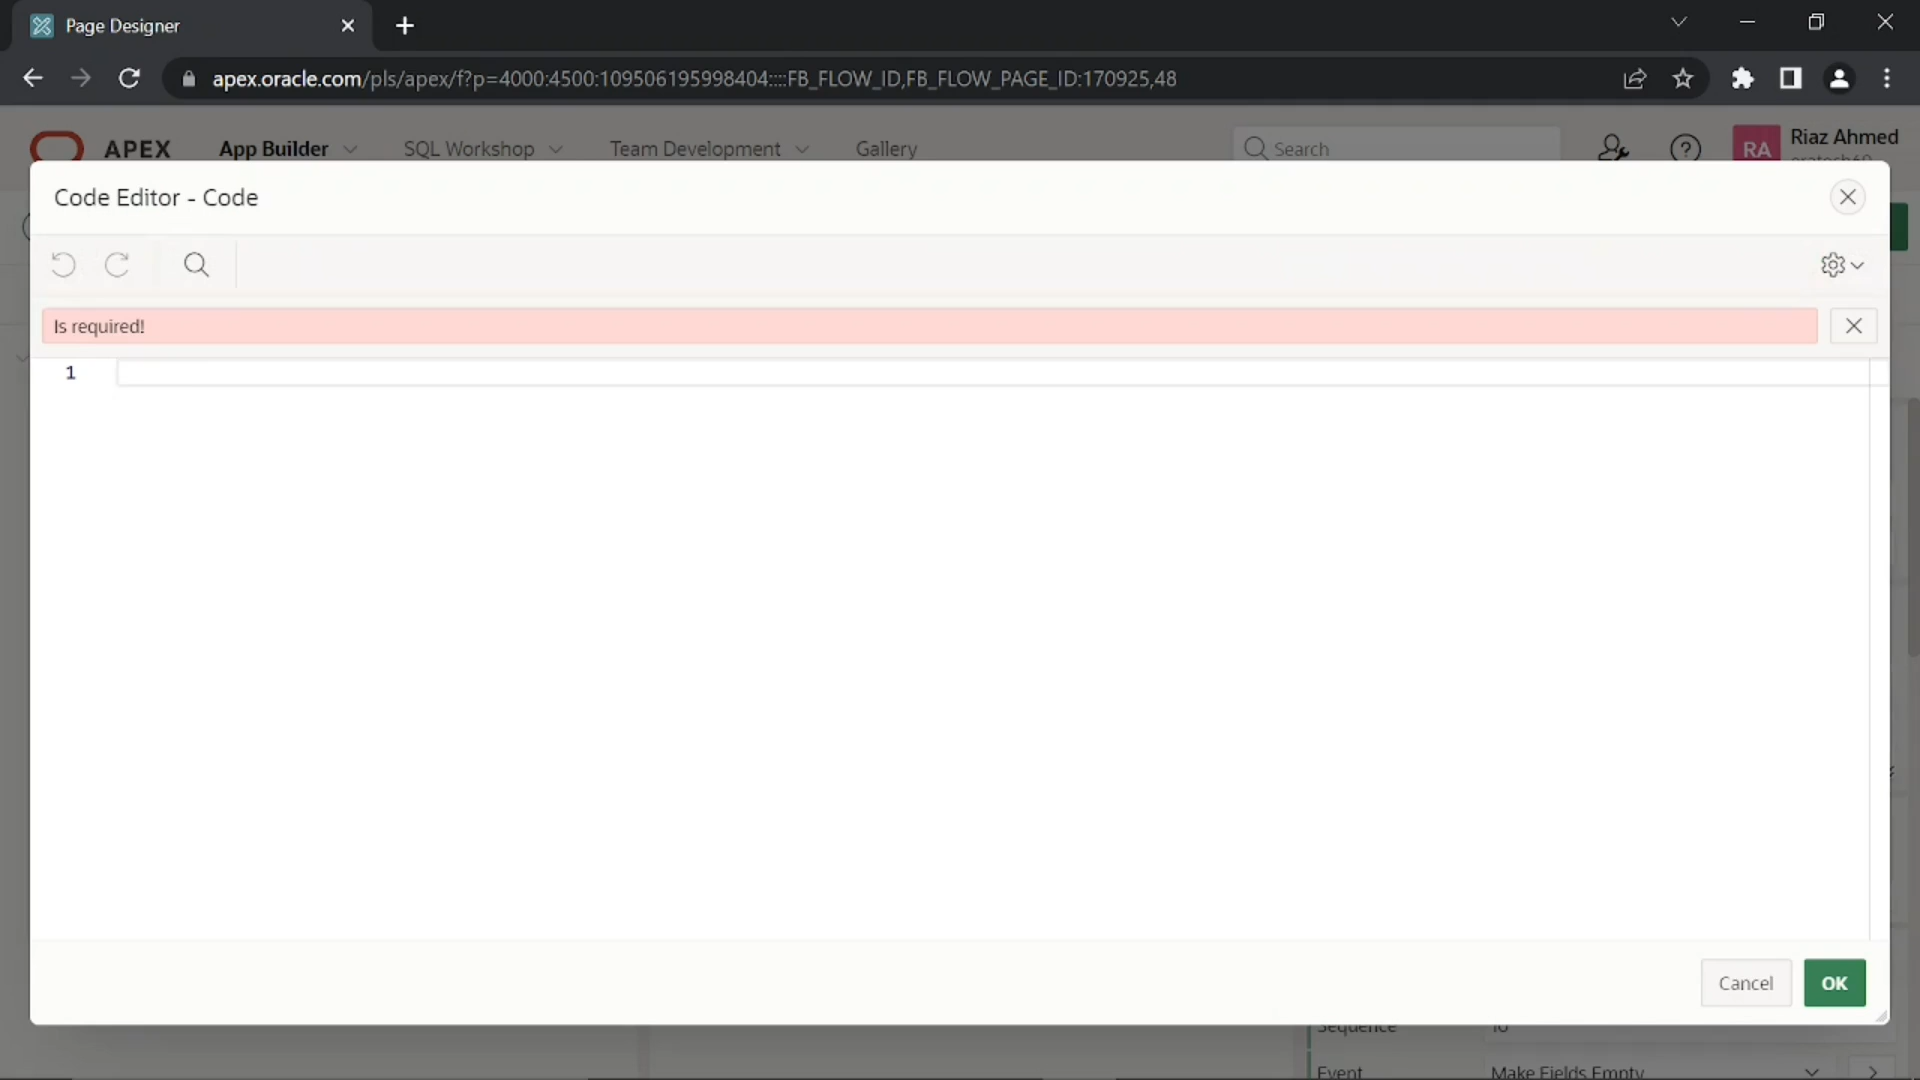 Page Designer
apex.oracle.com/pls/apex/f?p=4000:4500:109506195998404::::FB_FLOW_ID,FB_FLOW_PAGE_ID:170925,48
APEX App Builder SQL Workshop Team Development Gallery Search RA Riaz Ahmed
Code Editor - Code
Is required!
1
Cancel OK
Sequence 10
Event Make Fields Empty